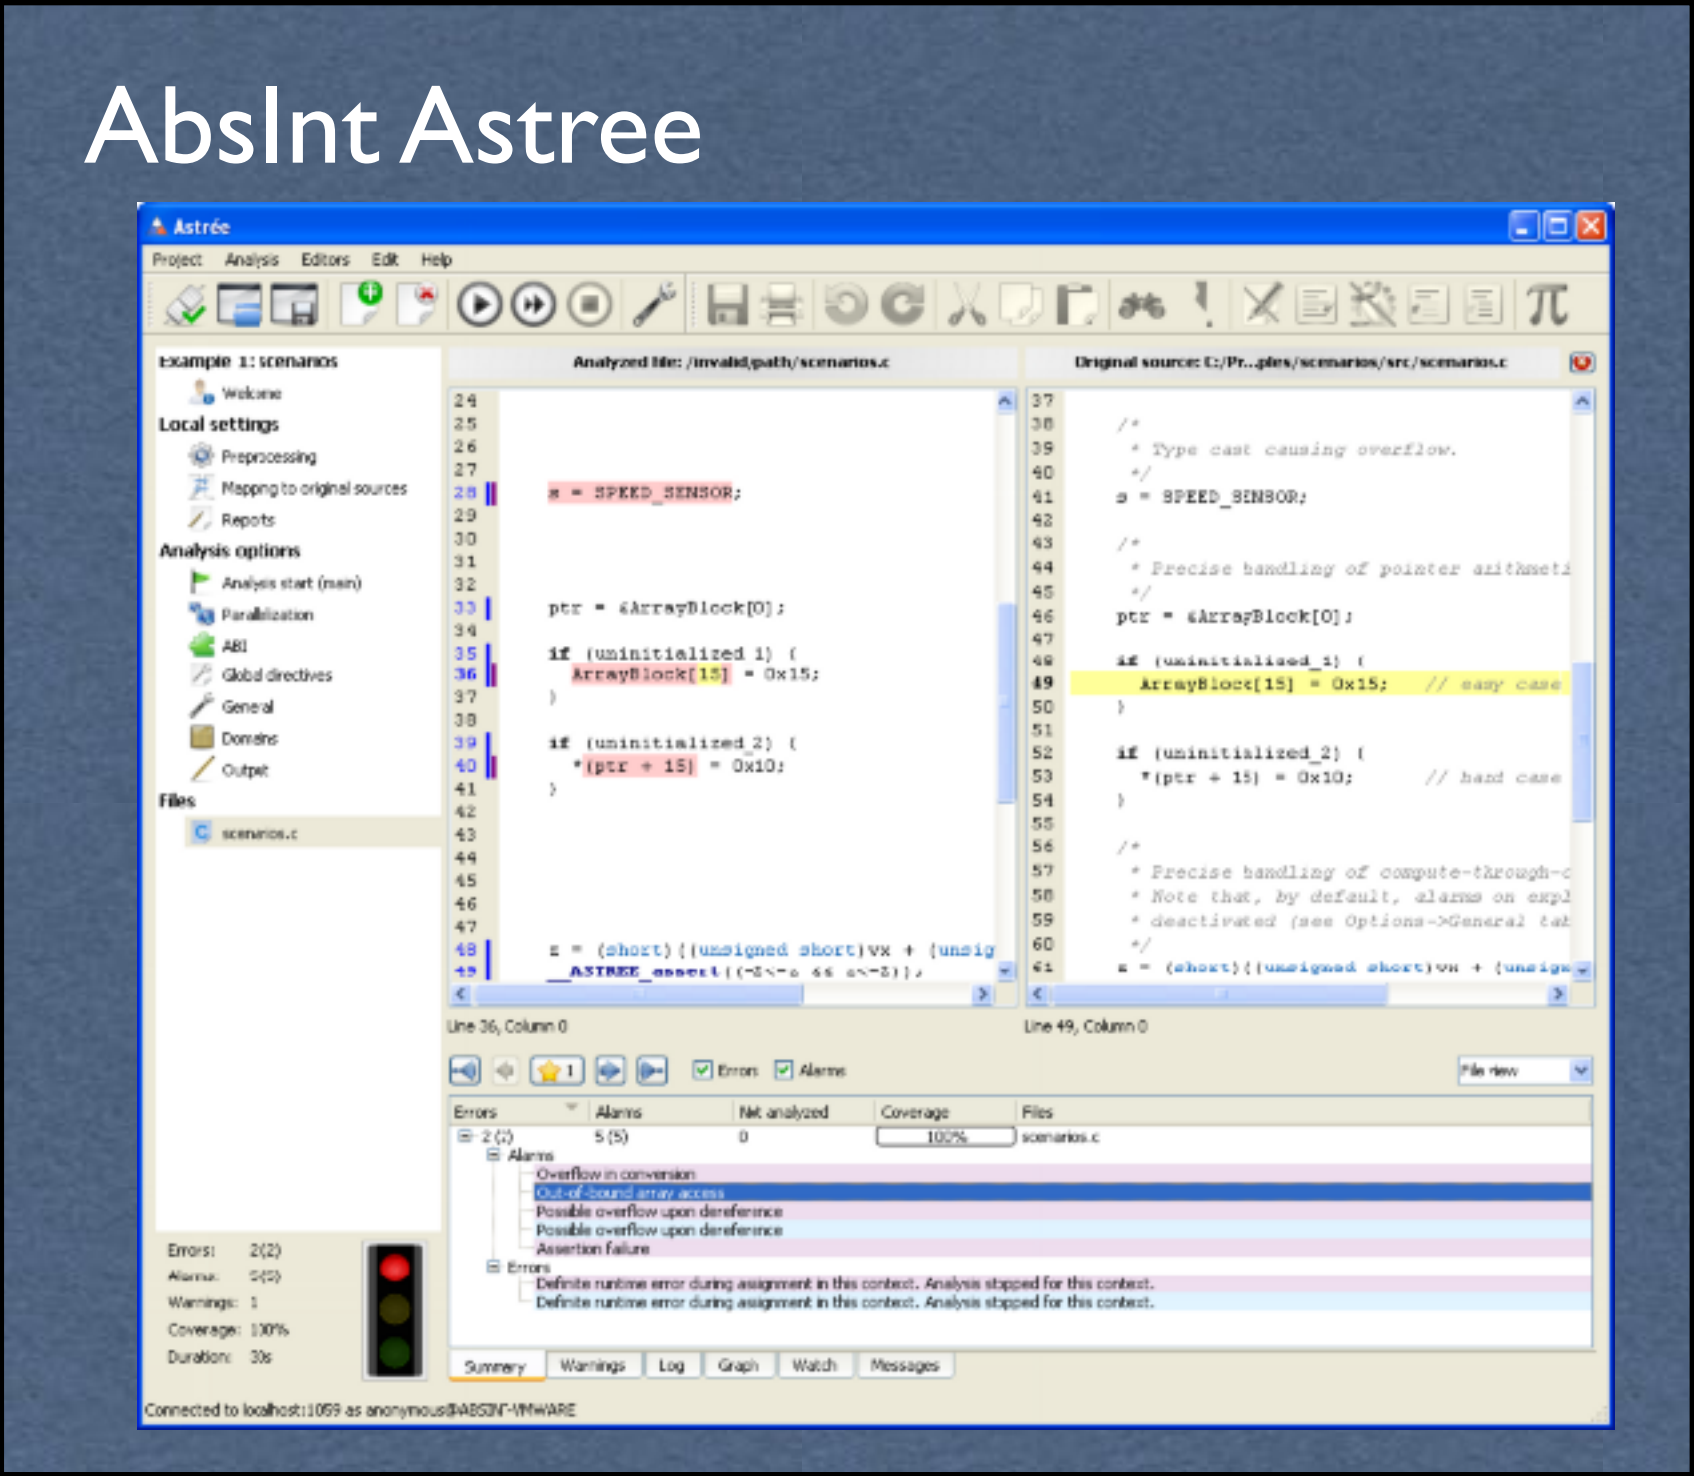 AbsInt Astree
Astrée
Project Analysis Editors Edit Help
Example 1: scenarios
Welcome
Local settings
Preprocessing
Mapping to original sources
Reports
Analysis options
Analysis start (main)
Parallelization
ABI
Global directives
General
Domains
Output
Files
scenarios.c
Analyzed file: /invalid/path/scenarios.c
24
25
26
27
28 s = SPEED_SENSOR;
29
30
31
32
33 ptr = &ArrayBlock[0];
34
35 if (uninitialized_1) {
36 ArrayBlock[15] = 0x15;
37 }
38
39 if (uninitialized_2) {
40 *(ptr + 15) = 0x10;
41 }
42
43
44
45
46
47
48 z = (short)((unsigned short)vx + (unsig
49 __ASTREE_assert((-2<=z && z<=2));
Line 36, Column 0
Original source: C:/Pr...ples/scenarios/src/scenarios.c
37
38 /*
39 * Type cast causing overflow.
40 */
41 s = SPEED_SENSOR;
42
43 /*
44 * Precise handling of pointer arithmeti
45 */
46 ptr = &ArrayBlock[0];
47
48 if (uninitialized_1) {
49 ArrayBlock[15] = 0x15; // easy case
50 }
51
52 if (uninitialized_2) {
53 *(ptr + 15) = 0x10; // hard case
54 }
55
56 /*
57 * Precise handling of compute-through-o
58 * Note that, by default, alarms on expl
59 * deactivated (see Options->General tab
60 */
61 z = (short)((unsigned short)vx + (unsign
Line 49, Column 0
1 Errors Alarms File view
Errors Alarms Not analyzed Coverage Files
2 (2) 5 (5) 0 100% scenarios.c
Alarms
Overflow in conversion
Out-of-bound array access
Possible overflow upon dereference
Possible overflow upon dereference
Assertion failure
Errors
Definite runtime error during assignment in this context. Analysis stopped for this context.
Definite runtime error during assignment in this context. Analysis stopped for this context.
Errors: 2(2)
Alarms: 5(5)
Warnings: 1
Coverage: 100%
Duration: 30s
Summary Warnings Log Graph Watch Messages
Connected to localhost:1059 as anonymous@ABSINT-VMWARE